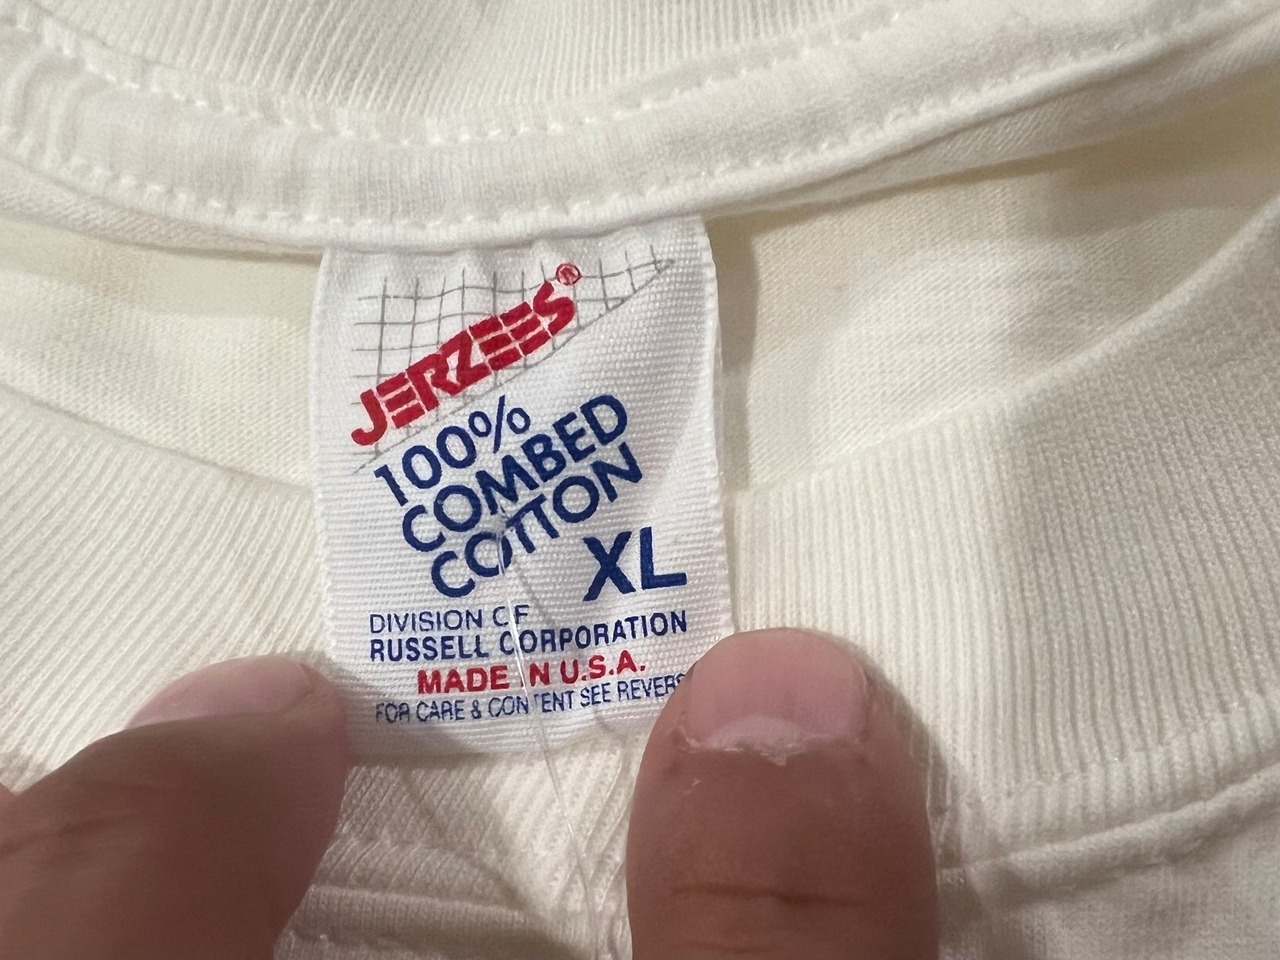 JERZEES®
100%
COMBED
COTTON
XL
DIVISION OF
RUSSELL CORPORATION
MADE IN U.S.A.
FOR CARE & CONTENT SEE REVERS